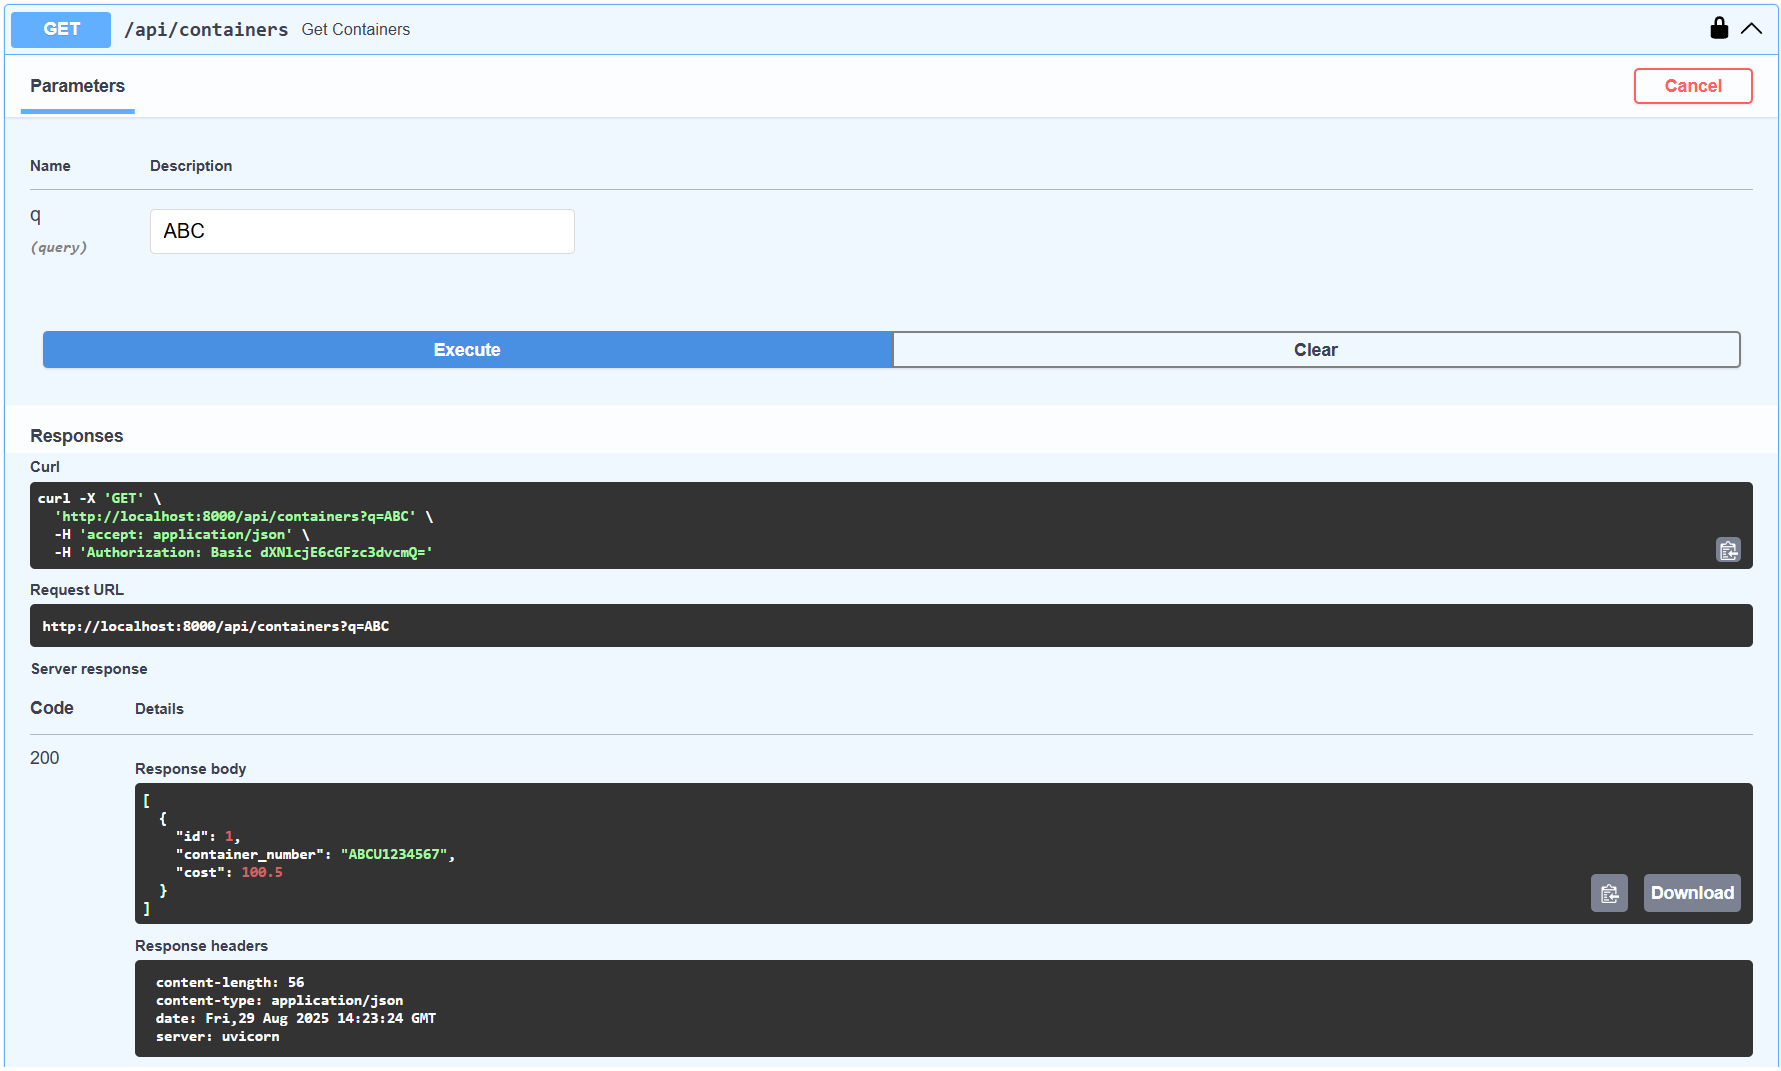 GET /api/containers Get Containers
Parameters
Cancel
Name Description
q
(query)
ABC
Execute Clear
Responses
Curl
curl -X 'GET' \
  'http://localhost:8000/api/containers?q=ABC' \
  -H 'accept: application/json' \
  -H 'Authorization: Basic dXNlcjE6cGFzc3dvcmQ='
Request URL
http://localhost:8000/api/containers?q=ABC
Server response
Code Details
200
Response body
[
  {
    "id": 1,
    "container_number": "ABCU1234567",
    "cost": 100.5
  }
]
Download
Response headers
content-length: 56
content-type: application/json
date: Fri,29 Aug 2025 14:23:24 GMT
server: uvicorn